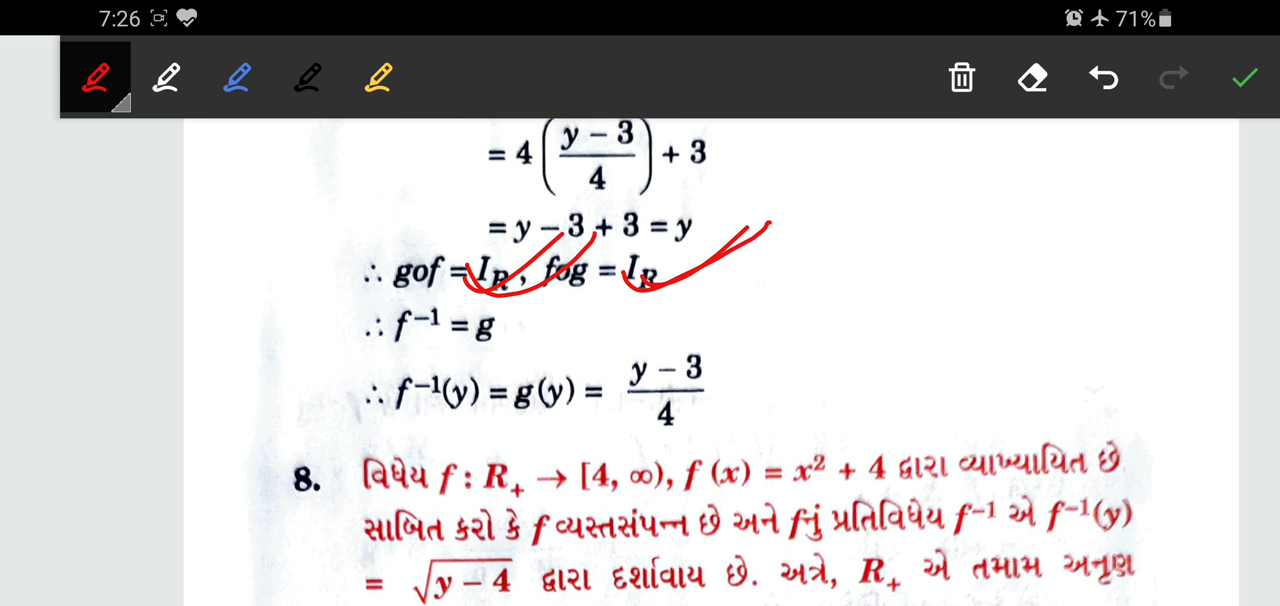 7:26 71%
= 4 ( y – 3 / 4 ) + 3
= y – 3 + 3 = y
∴ gof = I_R , fog = I_R
∴ f⁻¹ = g
∴ f⁻¹(y) = g(y) = y – 3 / 4
8. વિધેય f : R₊ → [4, ∞), f (x) = x² + 4 દ્વારા વ્યાખ્યાયિત છે
સાબિત કરો કે f વ્યસ્તસંપન્ન છે અને fનું પ્રતિવિધેય f⁻¹ એ f⁻¹(y)
= √(y – 4) દ્વારા દર્શાવાય છે. અત્રે, R₊ એ તમામ અનૃણ